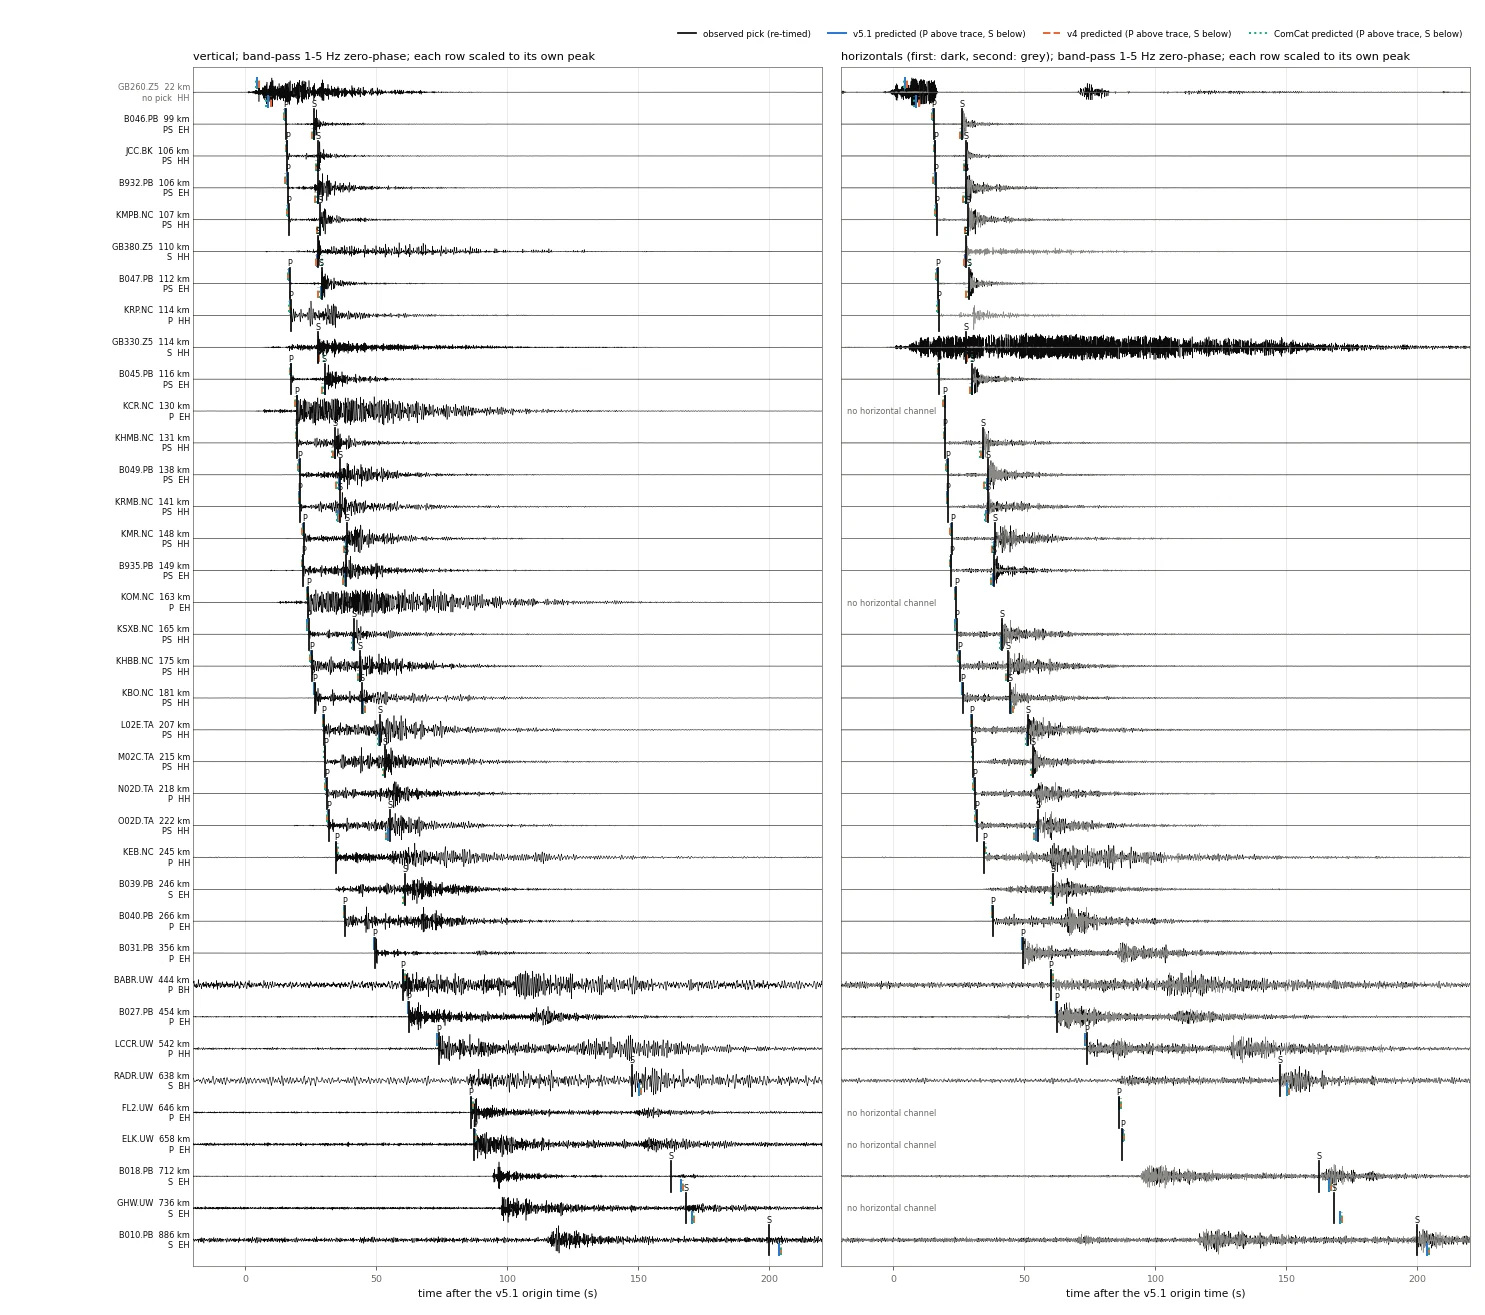 observed pick (re-timed)
v5.1 predicted (P above trace, S below)
v4 predicted (P above trace, S below)
ComCat predicted (P above trace, S below)
vertical; band-pass 1-5 Hz zero-phase; each row scaled to its own peak
horizontals (first: dark, second: grey); band-pass 1-5 Hz zero-phase; each row scaled to its own peak
GB260.Z5 22 km
no pick HH
B046.PB 99 km
PS EH
JCC.BK 106 km
PS HH
B932.PB 106 km
PS EH
KMPB.NC 107 km
PS HH
GB380.Z5 110 km
S HH
B047.PB 112 km
PS EH
KRP.NC 114 km
P HH
GB330.Z5 114 km
S HH
B045.PB 116 km
PS EH
KCR.NC 130 km
P EH
no horizontal channel
KHMB.NC 131 km
PS HH
B049.PB 138 km
PS EH
KRMB.NC 141 km
PS HH
KMR.NC 148 km
PS HH
B935.PB 149 km
PS EH
KOM.NC 163 km
P EH
no horizontal channel
KSXB.NC 165 km
PS HH
KHBB.NC 175 km
PS HH
KBO.NC 181 km
PS HH
L02E.TA 207 km
PS HH
M02C.TA 215 km
PS HH
N02D.TA 218 km
P HH
O02D.TA 222 km
PS HH
KEB.NC 245 km
P HH
B039.PB 246 km
S EH
B040.PB 266 km
P EH
B031.PB 356 km
P EH
BABR.UW 444 km
P BH
B027.PB 454 km
P EH
LCCR.UW 542 km
P HH
RADR.UW 638 km
S BH
FL2.UW 646 km
P EH
no horizontal channel
ELK.UW 658 km
P EH
no horizontal channel
B018.PB 712 km
S EH
GHW.UW 736 km
S EH
no horizontal channel
B010.PB 886 km
S EH
0 50 100 150 200
0 50 100 150 200
time after the v5.1 origin time (s)
time after the v5.1 origin time (s)